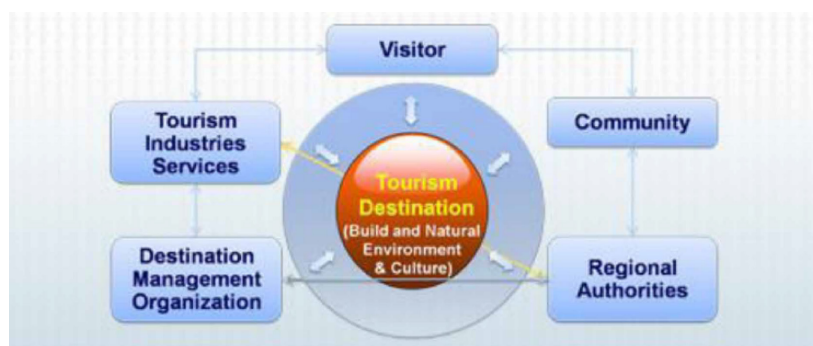 Visitor
Tourism
Industries
Services
Community
Tourism
Destination
(Build and Natural
Environment
& Culture)
Destination
Management
Organization
Regional
Authorities